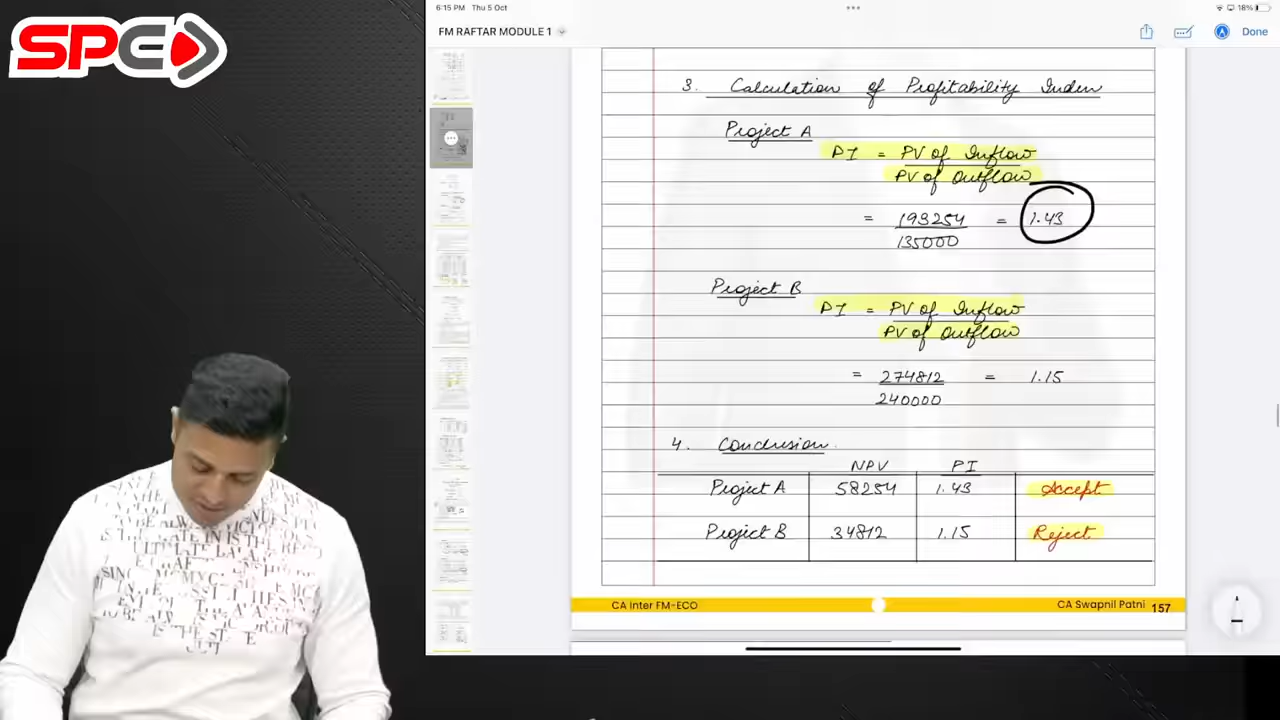 SPC
6:15 PM Thu 5 Oct
18%
FM RAFTAR MODULE 1
Done
3. Calculation of Profitability Index
Project A
PI = PV of Inflow
PV of Outflow
= 193254 = 1.43
135000
Project B
PI = PV of Inflow
PV of Outflow
= 274812 = 1.15
240000
4. Conclusion.
NPV PI
Project A 58254 1.43 Accept
Project B 34812 1.15 Reject
CA Inter FM-ECO
CA Swapnil Patni 157